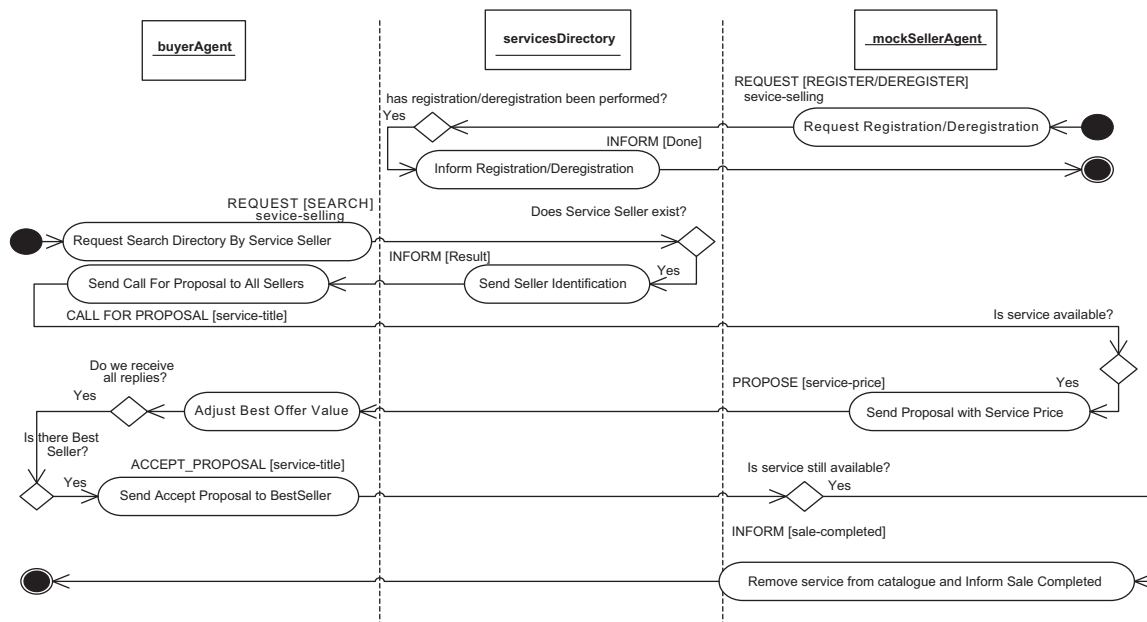 buyerAgent
servicesDirectory
mockSellerAgent
REQUEST [REGISTER/DEREGISTER]
sevice-selling
has registration/deregistration been performed?
Yes
Request Registration/Deregistration
INFORM [Done]
Inform Registration/Deregistration
REQUEST [SEARCH]
sevice-selling
Does Service Seller exist?
Request Search Directory By Service Seller
INFORM [Result]
Yes
Send Call For Proposal to All Sellers
Send Seller Identification
CALL FOR PROPOSAL [service-title]
Is service available?
Do we receive
all replies?
Yes
PROPOSE [service-price]
Yes
Adjust Best Offer Value
Send Proposal with Service Price
Is there Best
Seller?
ACCEPT_PROPOSAL [service-title]
Is service still available?
Yes
Yes
Send Accept Proposal to BestSeller
INFORM [sale-completed]
Remove service from catalogue and Inform Sale Completed